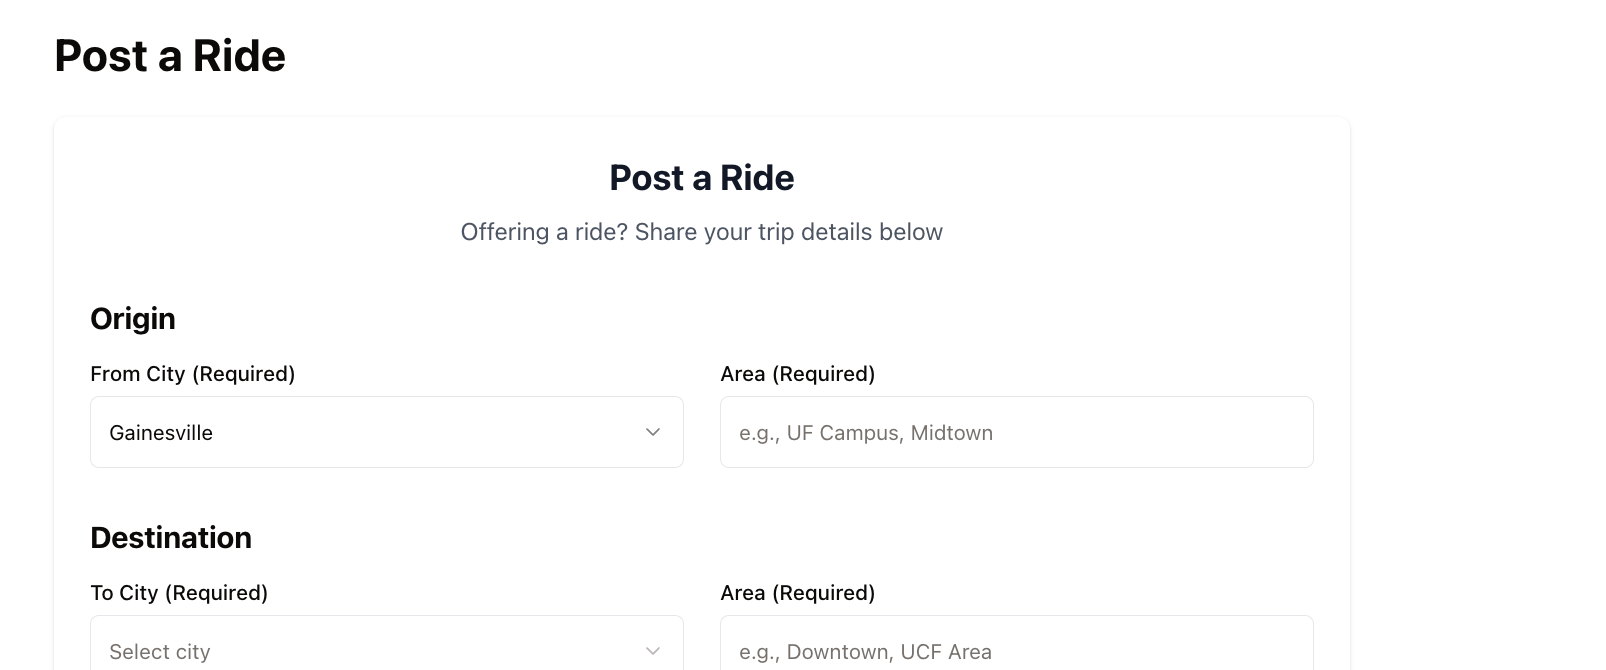 Post a Ride
Post a Ride
Offering a ride? Share your trip details below
Origin
From City (Required)
Area (Required)
Gainesville
e.g., UF Campus, Midtown
Destination
To City (Required)
Area (Required)
Select city
e.g., Downtown, UCF Area